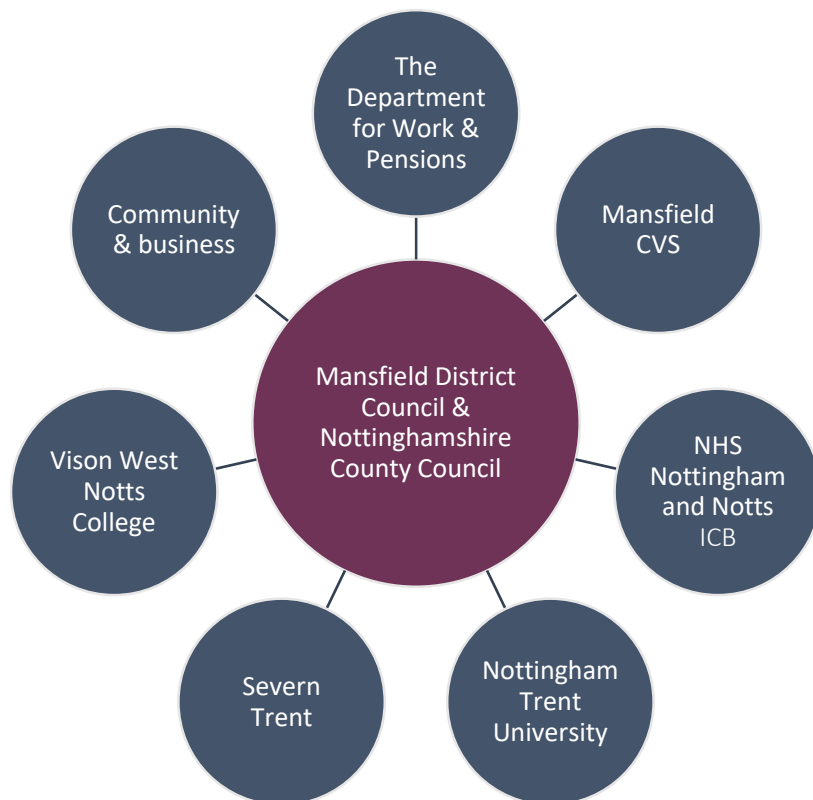 The
Department
for Work &
Pensions
Mansfield
CVS
NHS
Nottingham
and Notts
ICB
Nottingham
Trent
University
Severn
Trent
Vison West
Notts
College
Community
& business
Mansfield District
Council &
Nottinghamshire
County Council